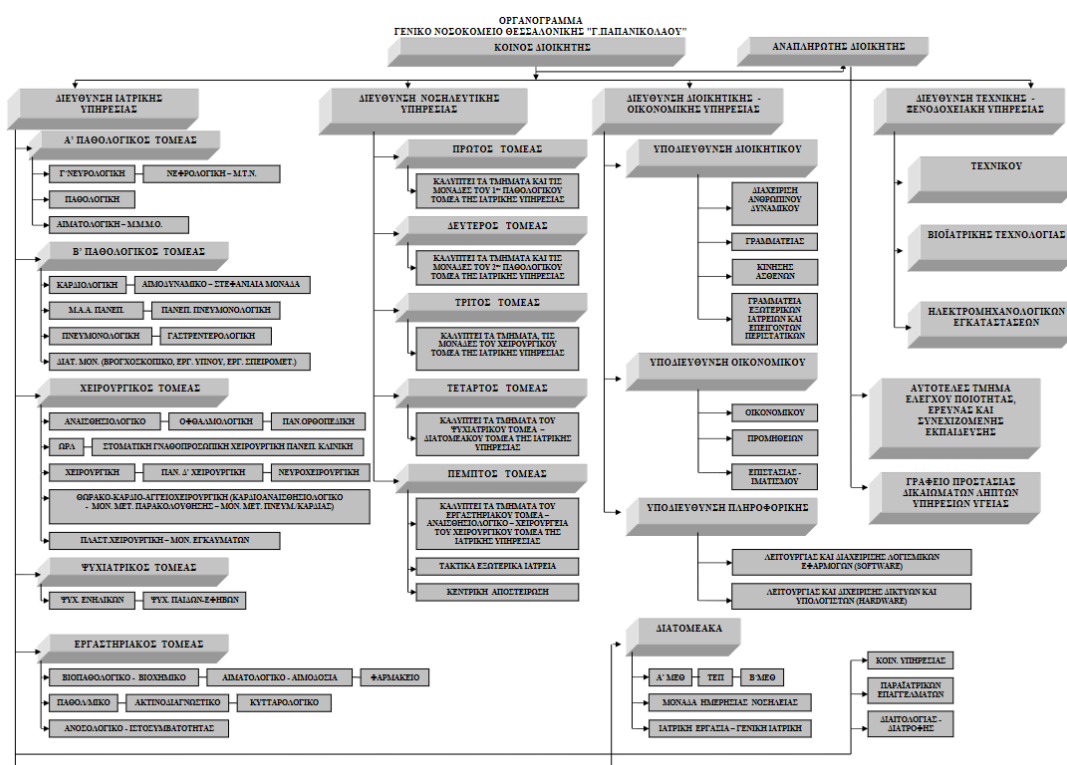 ΟΡΓΑΝΟΓΡΑΜΜΑ
ΓΕΝΙΚΟ ΝΟΣΟΚΟΜΕΙΟ ΘΕΣΣΑΛΟΝΙΚΗΣ "Γ.ΠΑΠΑΝΙΚΟΛΑΟΥ"
ΚΟΙΝΟΣ ΔΙΟΙΚΗΤΗΣ
ΑΝΑΠΛΗΡΩΤΗΣ ΔΙΟΙΚΗΤΗΣ
ΔΙΕΥΘΥΝΣΗ ΙΑΤΡΙΚΗΣ
ΥΠΗΡΕΣΙΑΣ
Α' ΠΑΘΟΛΟΓΙΚΟΣ ΤΟΜΕΑΣ
Γ'ΝΕΥΡΟΛΟΓΙΚΗ
ΝΕΦΡΟΛΟΓΙΚΗ – Μ.Τ.Ν.
ΠΑΘΟΛΟΓΙΚΗ
ΑΙΜΑΤΟΛΟΓΙΚΗ – Μ.Μ.Μ.Ο.
Β' ΠΑΘΟΛΟΓΙΚΟΣ ΤΟΜΕΑΣ
ΚΑΡΔΙΟΛΟΓΙΚΗ
ΑΙΜΟΔΥΝΑΜΙΚΟ – ΣΤΕΦΑΝΙΑΙΑ ΜΟΝΑΔΑ
Μ.Α.Α. ΠΑΝΕΠ.
ΠΑΝΕΠ. ΠΝΕΥΜΟΝΟΛΟΓΙΚΗ
ΠΝΕΥΜΟΝΟΛΟΓΙΚΗ
ΓΑΣΤΡΕΝΤΕΡΟΛΟΓΙΚΗ
ΔΙΑΤ. ΜΟΝ. (ΒΡΟΓΧΟΣΚΟΠΙΚΟ, ΕΡΓ. ΥΠΝΟΥ, ΕΡΓ. ΣΠΕΙΡΟΜΕΤ.)
ΧΕΙΡΟΥΡΓΙΚΟΣ ΤΟΜΕΑΣ
ΑΝΑΙΣΘΗΣΙΟΛΟΓΙΚΟ
ΟΦΘΑΛΜΟΛΟΓΙΚΗ
ΠΑΝ.ΟΡΘΟΠΕΔΙΚΗ
ΩΡΛ
ΣΤΟΜΑΤΙΚΗ ΓΝΑΘΟΠΡΟΣΩΠΙΚΗ ΧΕΙΡΟΥΡΓΙΚΗ ΠΑΝΕΠ. ΚΛΙΝΙΚΗ
ΧΕΙΡΟΥΡΓΙΚΗ
ΠΑΝ. Δ' ΧΕΙΡΟΥΡΓΙΚΗ
ΝΕΥΡΟΧΕΙΡΟΥΡΓΙΚΗ
ΘΩΡΑΚΟ-ΚΑΡΔΙΟ-ΑΓΓΕΙΟΧΕΙΡΟΥΡΓΙΚΗ (ΚΑΡΔΙΟΑΝΑΙΣΘΗΣΙΟΛΟΓΙΚΟ
- ΜΟΝ. ΜΕΤ. ΠΑΡΑΚΟΛΟΥΘΗΣΗΣ – ΜΟΝ. ΜΕΤ. ΠΝΕΥΜ/ΚΑΡΔΙΑΣ)
ΠΛΑΣΤ.ΧΕΙΡΟΥΡΓΙΚΗ – ΜΟΝ. ΕΓΚΑΥΜΑΤΩΝ
ΨΥΧΙΑΤΡΙΚΟΣ ΤΟΜΕΑΣ
ΨΥΧ. ΕΝΗΛΙΚΩΝ
ΨΥΧ. ΠΑΙΔΩΝ-ΕΦΗΒΩΝ
ΕΡΓΑΣΤΗΡΙΑΚΟΣ ΤΟΜΕΑΣ
ΒΙΟΠΑΘΟΛΟΓΙΚΟ - ΒΙΟΧΗΜΙΚΟ
ΑΙΜΑΤΟΛΟΓΙΚΟ - ΑΙΜΟΔΟΣΙΑ
ΦΑΡΜΑΚΕΙΟ
ΠΑΘΟΛ/ΜΙΚΟ
ΑΚΤΙΝΟΔΙΑΓΝΩΣΤΙΚΟ
ΚΥΤΤΑΡΟΛΟΓΙΚΟ
ΑΝΟΣΟΛΟΓΙΚΟ - ΙΣΤΟΣΥΜΒΑΤΟΤΗΤΑΣ
ΔΙΕΥΘΥΝΣΗ ΝΟΣΗΛΕΥΤΙΚΗΣ
ΥΠΗΡΕΣΙΑΣ
ΠΡΩΤΟΣ ΤΟΜΕΑΣ
ΚΑΛΥΠΤΕΙ ΤΑ ΤΜΗΜΑΤΑ ΚΑΙ ΤΙΣ
ΜΟΝΑΔΕΣ ΤΟΥ 1ου ΠΑΘΟΛΟΓΙΚΟΥ
ΤΟΜΕΑ ΤΗΣ ΙΑΤΡΙΚΗΣ ΥΠΗΡΕΣΙΑΣ
ΔΕΥΤΕΡΟΣ ΤΟΜΕΑΣ
ΚΑΛΥΠΤΕΙ ΤΑ ΤΜΗΜΑΤΑ ΚΑΙ ΤΙΣ
ΜΟΝΑΔΕΣ ΤΟΥ 2ου ΠΑΘΟΛΟΓΙΚΟΥ
ΤΟΜΕΑ ΤΗΣ ΙΑΤΡΙΚΗΣ ΥΠΗΡΕΣΙΑΣ
ΤΡΙΤΟΣ ΤΟΜΕΑΣ
ΚΑΛΥΠΤΕΙ ΤΑ ΤΜΗΜΑΤΑ, ΤΙΣ
ΜΟΝΑΔΕΣ ΤΟΥ ΧΕΙΡΟΥΡΓΙΚΟΥ
ΤΟΜΕΑ ΤΗΣ ΙΑΤΡΙΚΗΣ ΥΠΗΡΕΣΙΑΣ
ΤΕΤΑΡΤΟΣ ΤΟΜΕΑΣ
ΚΑΛΥΠΤΕΙ ΤΑ ΤΜΗΜΑΤΑ ΤΟΥ
ΨΥΧΙΑΤΡΙΚΟΥ ΤΟΜΕΑ –
ΔΙΑΤΟΜΕΑΚΟΥ ΤΟΜΕΑ ΤΗΣ ΙΑΤΡΙΚΗΣ
ΥΠΗΡΕΣΙΑΣ
ΠΕΜΠΤΟΣ ΤΟΜΕΑΣ
ΚΑΛΥΠΤΕΙ ΤΑ ΤΜΗΜΑΤΑ ΤΟΥ
ΕΡΓΑΣΤΗΡΙΑΚΟΥ ΤΟΜΕΑ –
ΑΝΑΙΣΘΗΣΙΟΛΟΓΙΚΟ – ΧΕΙΡΟΥΡΓΕΙΑ
ΤΟΥ ΧΕΙΡΟΥΡΓΙΚΟΥ ΤΟΜΕΑ ΤΗΣ
ΙΑΤΡΙΚΗΣ ΥΠΗΡΕΣΙΑΣ
ΤΑΚΤΙΚΑ ΕΞΩΤΕΡΙΚΑ ΙΑΤΡΕΙΑ
ΚΕΝΤΡΙΚΗ ΑΠΟΣΤΕΙΡΩΣΗ
ΔΙΕΥΘΥΝΣΗ ΔΙΟΙΚΗΤΙΚΗΣ -
ΟΙΚΟΝΟΜΙΚΗΣ ΥΠΗΡΕΣΙΑΣ
ΥΠΟΔΙΕΥΘΥΝΣΗ ΔΙΟΙΚΗΤΙΚΟΥ
ΔΙΑΧΕΙΡΙΣΗ
ΑΝΘΡΩΠΙΝΟΥ
ΔΥΝΑΜΙΚΟΥ
ΓΡΑΜΜΑΤΕΙΑΣ
ΚΙΝΗΣΗΣ
ΑΣΘΕΝΩΝ
ΓΡΑΜΜΑΤΕΙΑ
ΕΞΩΤΕΡΙΚΩΝ
ΙΑΤΡΕΙΩΝ ΚΑΙ
ΕΠΕΙΓΟΝΤΩΝ
ΠΕΡΙΣΤΑΤΙΚΩΝ
ΥΠΟΔΙΕΥΘΥΝΣΗ ΟΙΚΟΝΟΜΙΚΟΥ
ΟΙΚΟΝΟΜΙΚΟΥ
ΠΡΟΜΗΘΕΙΩΝ
ΕΠΙΣΤΑΣΙΑΣ -
ΙΜΑΤΙΣΜΟΥ
ΥΠΟΔΙΕΥΘΥΝΣΗ ΠΛΗΡΟΦΟΡΙΚΗΣ
ΛΕΙΤΟΥΡΓΙΑΣ ΚΑΙ ΔΙΑΧΕΙΡΙΣΗΣ ΛΟΓΙΣΜΙΚΩΝ
ΕΦΑΡΜΟΓΩΝ (SOFTWARE)
ΛΕΙΤΟΥΡΓΙΑΣ ΚΑΙ ΔΙΧΕΙΡΙΣΗΣ ΔΙΚΤΥΩΝ ΚΑΙ
ΥΠΟΛΟΓΙΣΤΩΝ (HARDWARE)
ΔΙΕΥΘΥΝΣΗ ΤΕΧΝΙΚΗΣ -
ΞΕΝΟΔΟΧΕΙΑΚΗ ΥΠΗΡΕΣΙΑΣ
ΤΕΧΝΙΚΟΥ
ΒΙΟΪΑΤΡΙΚΗΣ ΤΕΧΝΟΛΟΓΙΑΣ
ΗΛΕΚΤΡΟΜΗΧΑΝΟΛΟΓΙΚΩΝ
ΕΓΚΑΤΑΣΤΑΣΕΩΝ
ΑΥΤΟΤΕΛΕΣ ΤΜΗΜΑ
ΕΛΕΓΧΟΥ ΠΟΙΟΤΗΤΑΣ,
ΕΡΕΥΝΑΣ ΚΑΙ
ΣΥΝΕΧΙΖΟΜΕΝΗΣ
ΕΚΠΑΙΔΕΥΣΗΣ
ΓΡΑΦΕΙΟ ΠΡΟΣΤΑΣΙΑΣ
ΔΙΚΑΙΩΜΑΤΩΝ ΛΗΠΤΩΝ
ΥΠΗΡΕΣΙΩΝ ΥΓΕΙΑΣ
ΔΙΑΤΟΜΕΑΚΑ
Α' ΜΕΘ
ΤΕΠ
Β'ΜΕΘ
ΜΟΝΑΔΑ ΗΜΕΡΗΣΙΑΣ ΝΟΣΗΛΕΙΑΣ
ΙΑΤΡΙΚΗ ΕΡΓΑΣΙΑ – ΓΕΝΙΚΗ ΙΑΤΡΙΚΗ
ΚΟΙΝ. ΥΠΗΡΕΣΙΑΣ
ΠΑΡΑΪΑΤΡΙΚΩΝ
ΕΠΑΓΓΕΛΜΑΤΩΝ
ΔΙΑΙΤΟΛΟΓΙΑΣ -
ΔΙΑΤΡΟΦΗΣ